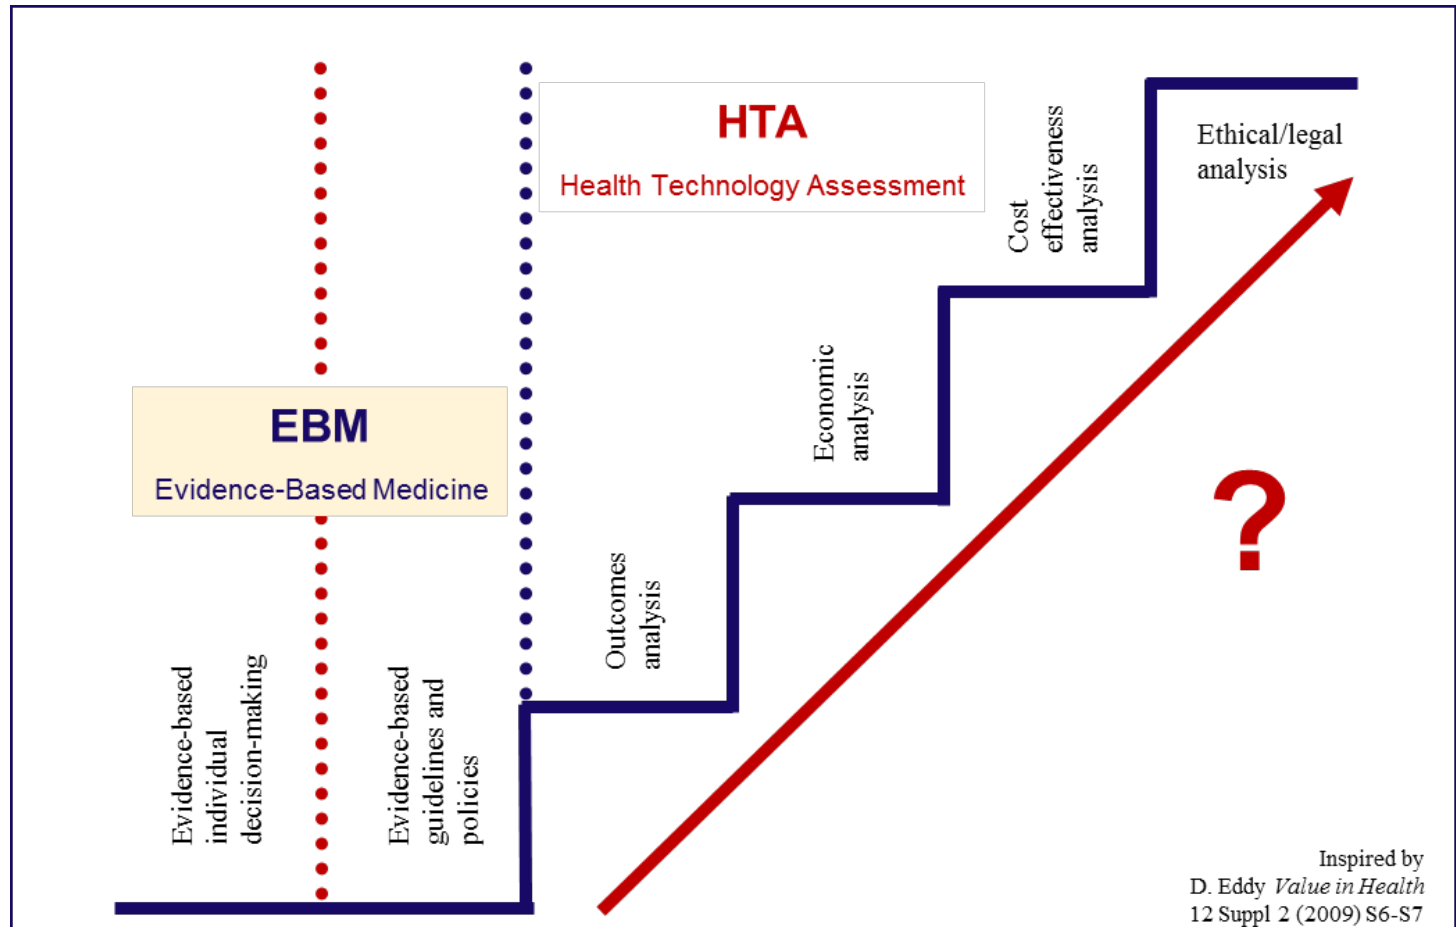 HTA
Health Technology Assessment
EBM
Evidence-Based Medicine
Evidence-based
individual
decision-making
Evidence-based
guidelines and
policies
Outcomes
analysis
Economic
analysis
Cost
effectiveness
analysis
Ethical/legal
analysis
?
Inspired by
D. Eddy Value in Health
12 Suppl 2 (2009) S6-S7